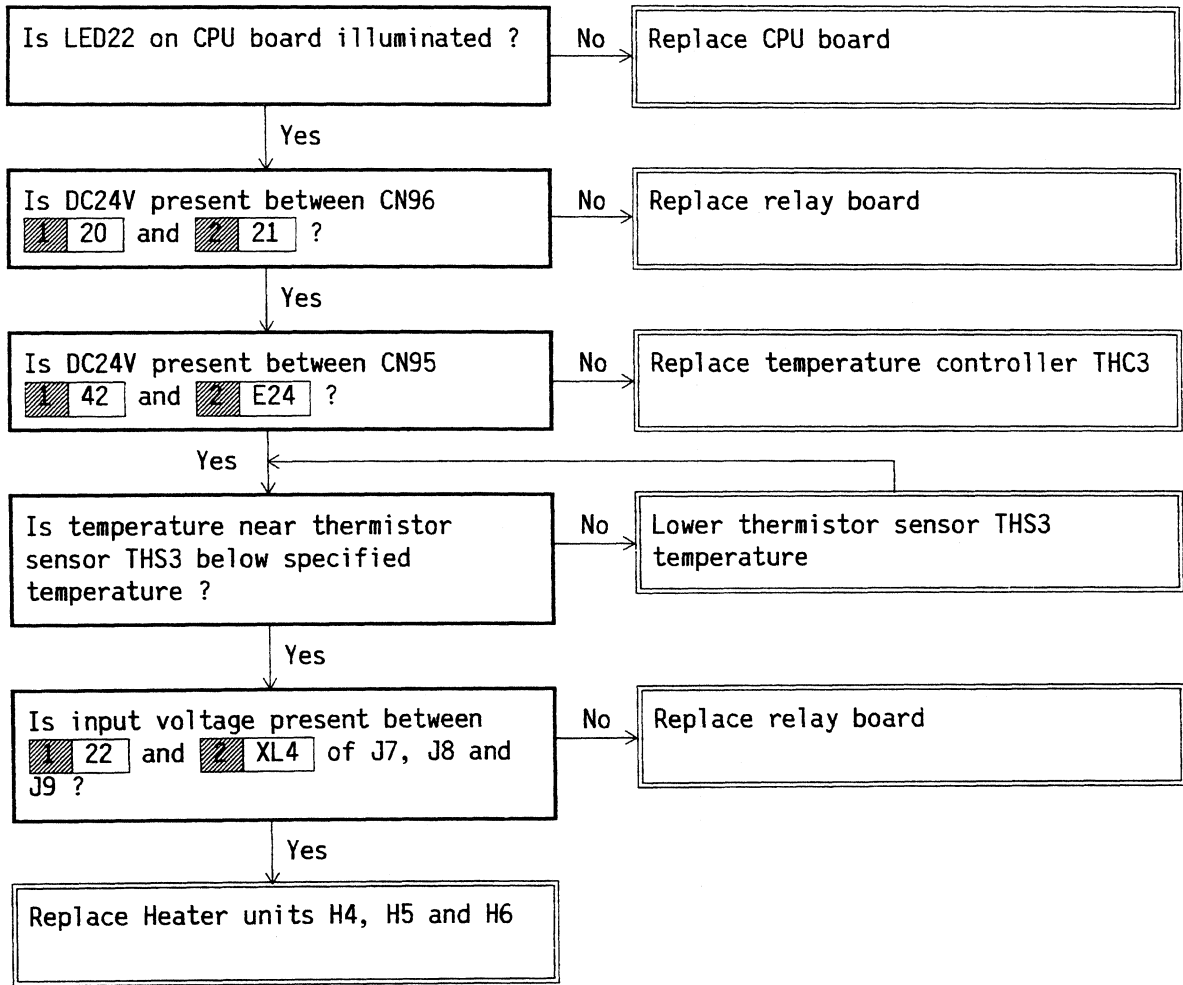 Is LED22 on CPU board illuminated ?
No
Replace CPU board
Yes
Is DC24V present between CN96
1 20 and 2 21 ?
No
Replace relay board
Yes
Is DC24V present between CN95
1 42 and 2 E24 ?
No
Replace temperature controller THC3
Yes
Is temperature near thermistor
sensor THS3 below specified
temperature ?
No
Lower thermistor sensor THS3
temperature
Yes
Is input voltage present between
1 22 and 2 XL4 of J7, J8 and
J9 ?
No
Replace relay board
Yes
Replace Heater units H4, H5 and H6